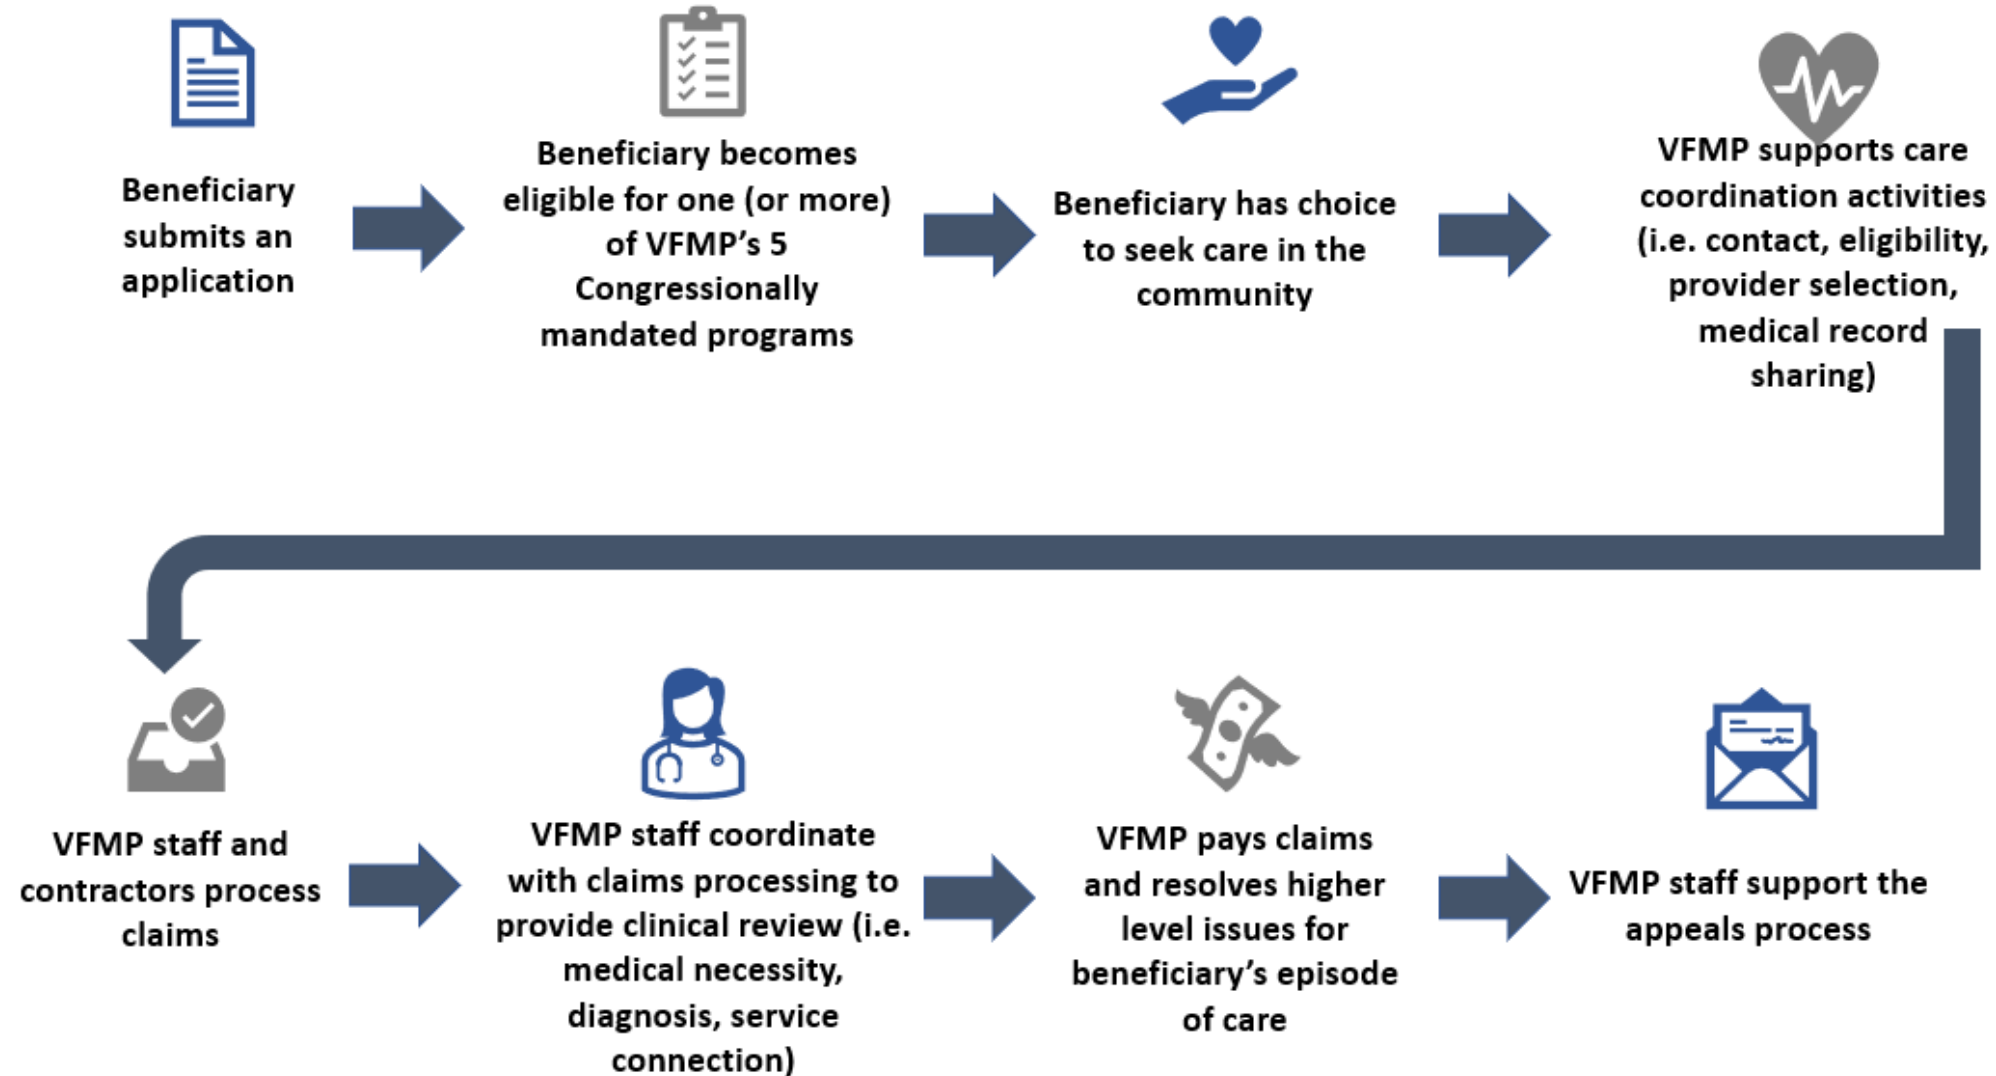 Beneficiary
submits an
application
Beneficiary becomes
eligible for one (or more)
of VFMP’s 5
Congressionally
mandated programs
Beneficiary has choice
to seek care in the
community
VFMP supports care
coordination activities
(i.e. contact, eligibility,
provider selection,
medical record
sharing)
VFMP staff and
contractors process
claims
VFMP staff coordinate
with claims processing to
provide clinical review (i.e.
medical necessity,
diagnosis, service
connection)
VFMP pays claims
and resolves higher
level issues for
beneficiary’s episode
of care
VFMP staff support the
appeals process